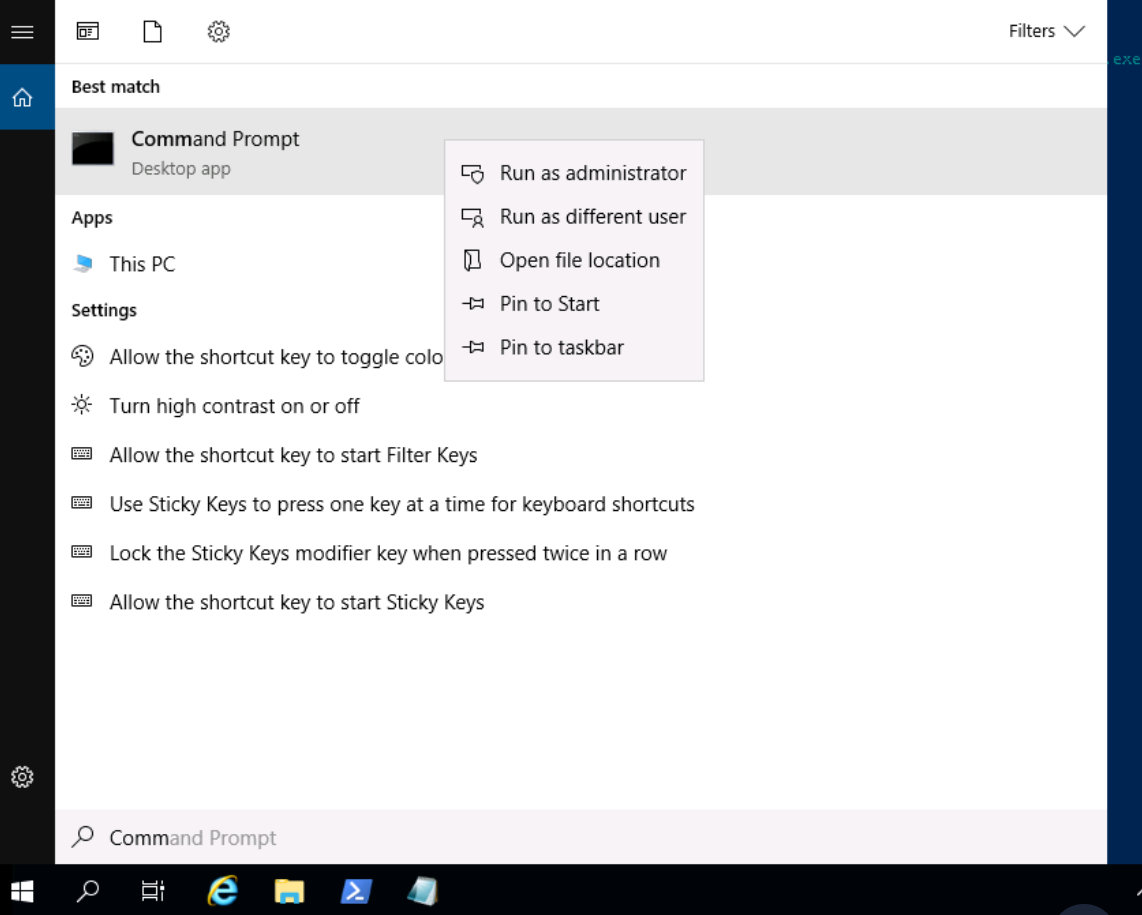 Filters
.exe
Best match
Command Prompt
Desktop app
Run as administrator
Run as different user
Open file location
Pin to Start
Pin to taskbar
Apps
This PC
Settings
Allow the shortcut key to toggle colo
Turn high contrast on or off
Allow the shortcut key to start Filter Keys
Use Sticky Keys to press one key at a time for keyboard shortcuts
Lock the Sticky Keys modifier key when pressed twice in a row
Allow the shortcut key to start Sticky Keys
Command Prompt